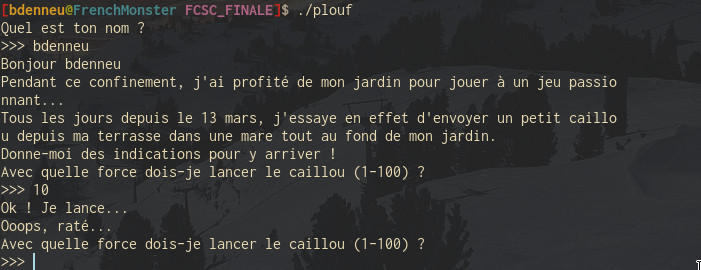 [bdenneu@FrenchMonster FCSC_FINALE]$ ./plouf
Quel est ton nom ?
>>> bdenneu
Bonjour bdenneu
Pendant ce confinement, j'ai profité de mon jardin pour jouer à un jeu passio
nnant...
Tous les jours depuis le 13 mars, j'essaye en effet d'envoyer un petit caillo
u depuis ma terrasse dans une mare tout au fond de mon jardin.
Donne-moi des indications pour y arriver !
Avec quelle force dois-je lancer le caillou (1-100) ?
>>> 10
Ok ! Je lance...
Ooops, raté...
Avec quelle force dois-je lancer le caillou (1-100) ?
>>>